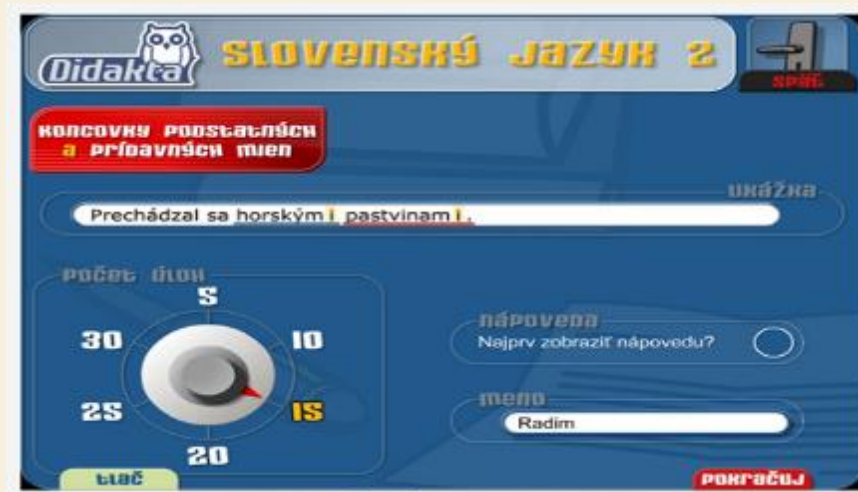 Didakta
SLOVENSKÝ JAZYK 2
SPÄŤ
KONCOVKY PODSTATNÝCH
A PRÍDAVNÝCH MIEN
UKÁŽKA
Prechádzal sa horskými pastvinami.
POČET ÚLOH
5
30 10
25 15
20
NÁPOVEDA
Najprv zobraziť nápovedu?
MENO
Radim
TLAČ
POKRAČUJ